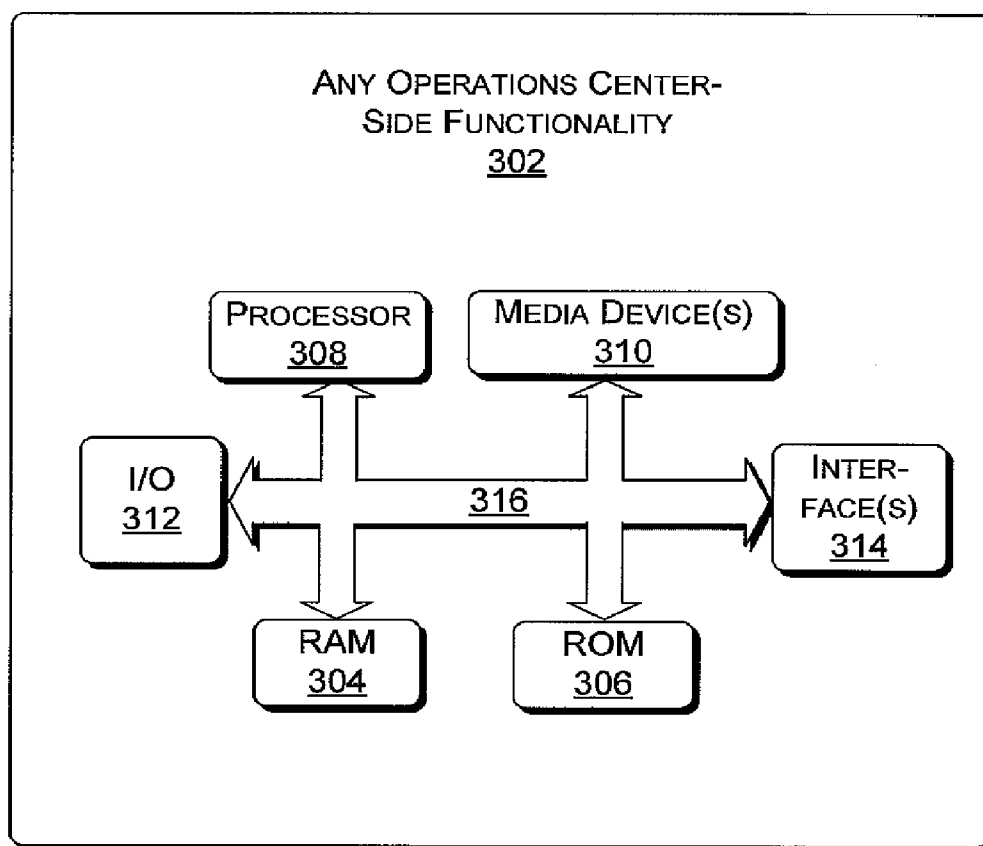 ANY OPERATIONS CENTER-
SIDE FUNCTIONALITY
302
PROCESSOR
308
MEDIA DEVICE(S)
310
I/O
312
316
INTER-
FACE(S)
314
RAM
304
ROM
306